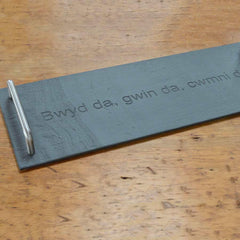 Bwyd da, gwin da, cwmni d